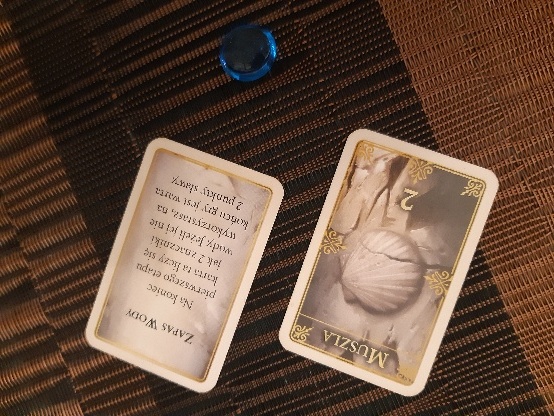 ZAPAS WODY
Na koniec
pierwszego etapu
karta ta liczy się
jak 2 znaczniki
wody. Jeżeli jej nie
wykorzystasz, na
końcu gry jest warta
2 punkty sławy.
MUSZLA
2